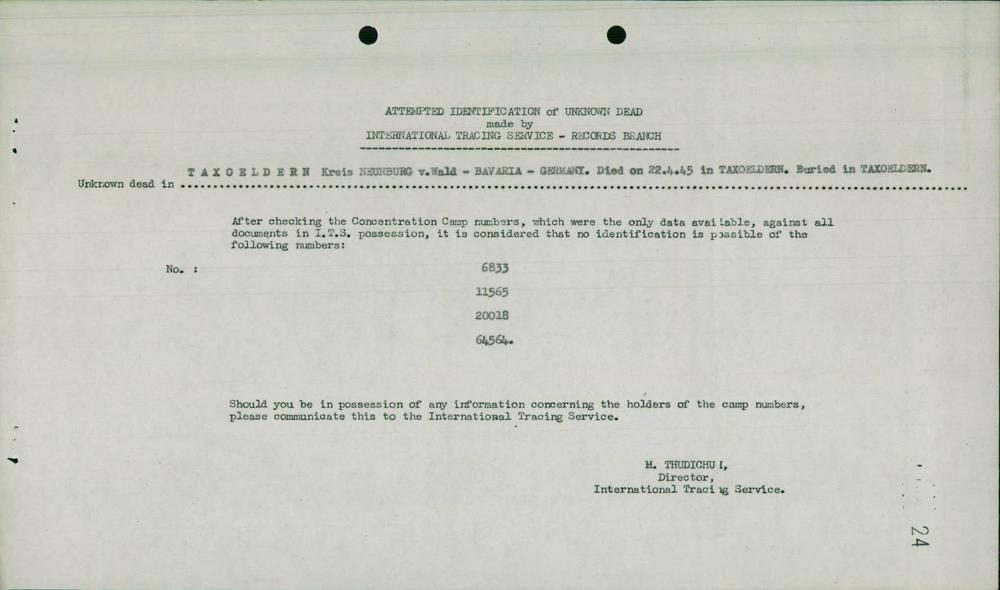 ATTEMPTED IDENTIFICATION of UNKNOWN DEAD
made by
INTERNATIONAL TRACING SERVICE - RECORDS BRANCH
Unknown dead in T A X O E L D E R N Kreis NEUNBURG v.Wald - BAVARIA - GERMANY. Died on 22.4.45 in TAXOELDERN. Buried in TAXOELDERN.
After checking the Concentration Camp numbers, which were the only data available, against all
documents in I.T.S. possession, it is considered that no identification is possible of the
following numbers:
No. : 6833
11565
20018
64564.
Should you be in possession of any information concerning the holders of the camp numbers,
please communicate this to the International Tracing Service.
M. THUDICHUM,
Director,
International Tracing Service.
24